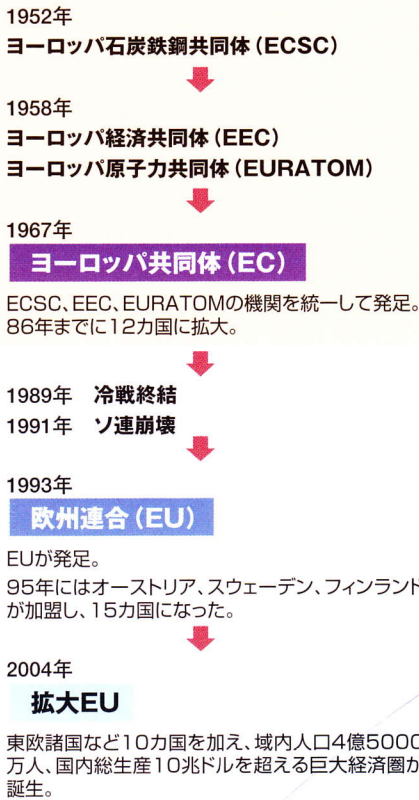 1952年
ヨーロッパ石炭鉄鋼共同体(ECSC)
1958年
ヨーロッパ経済共同体(EEC)
ヨーロッパ原子力共同体(EURATOM)
1967年
ヨーロッパ共同体(EC)
ECSC、EEC、EURATOMの機関を統一して発足。
86年までに12カ国に拡大。
1989年 冷戦終結
1991年 ソ連崩壊
1993年
欧州連合(EU)
EUが発足。
95年にはオーストリア、スウェーデン、フィンランド
が加盟し、15カ国になった。
2004年
拡大EU
東欧諸国など10カ国を加え、域内人口4億5000
万人、国内総生産10兆ドルを超える巨大経済圏が
誕生。